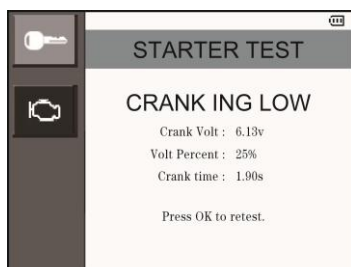 STARTER TEST
CRANK ING LOW
Crank Volt : 6.13v
Volt Percent : 25%
Crank time : 1.90s
Press OK to retest.